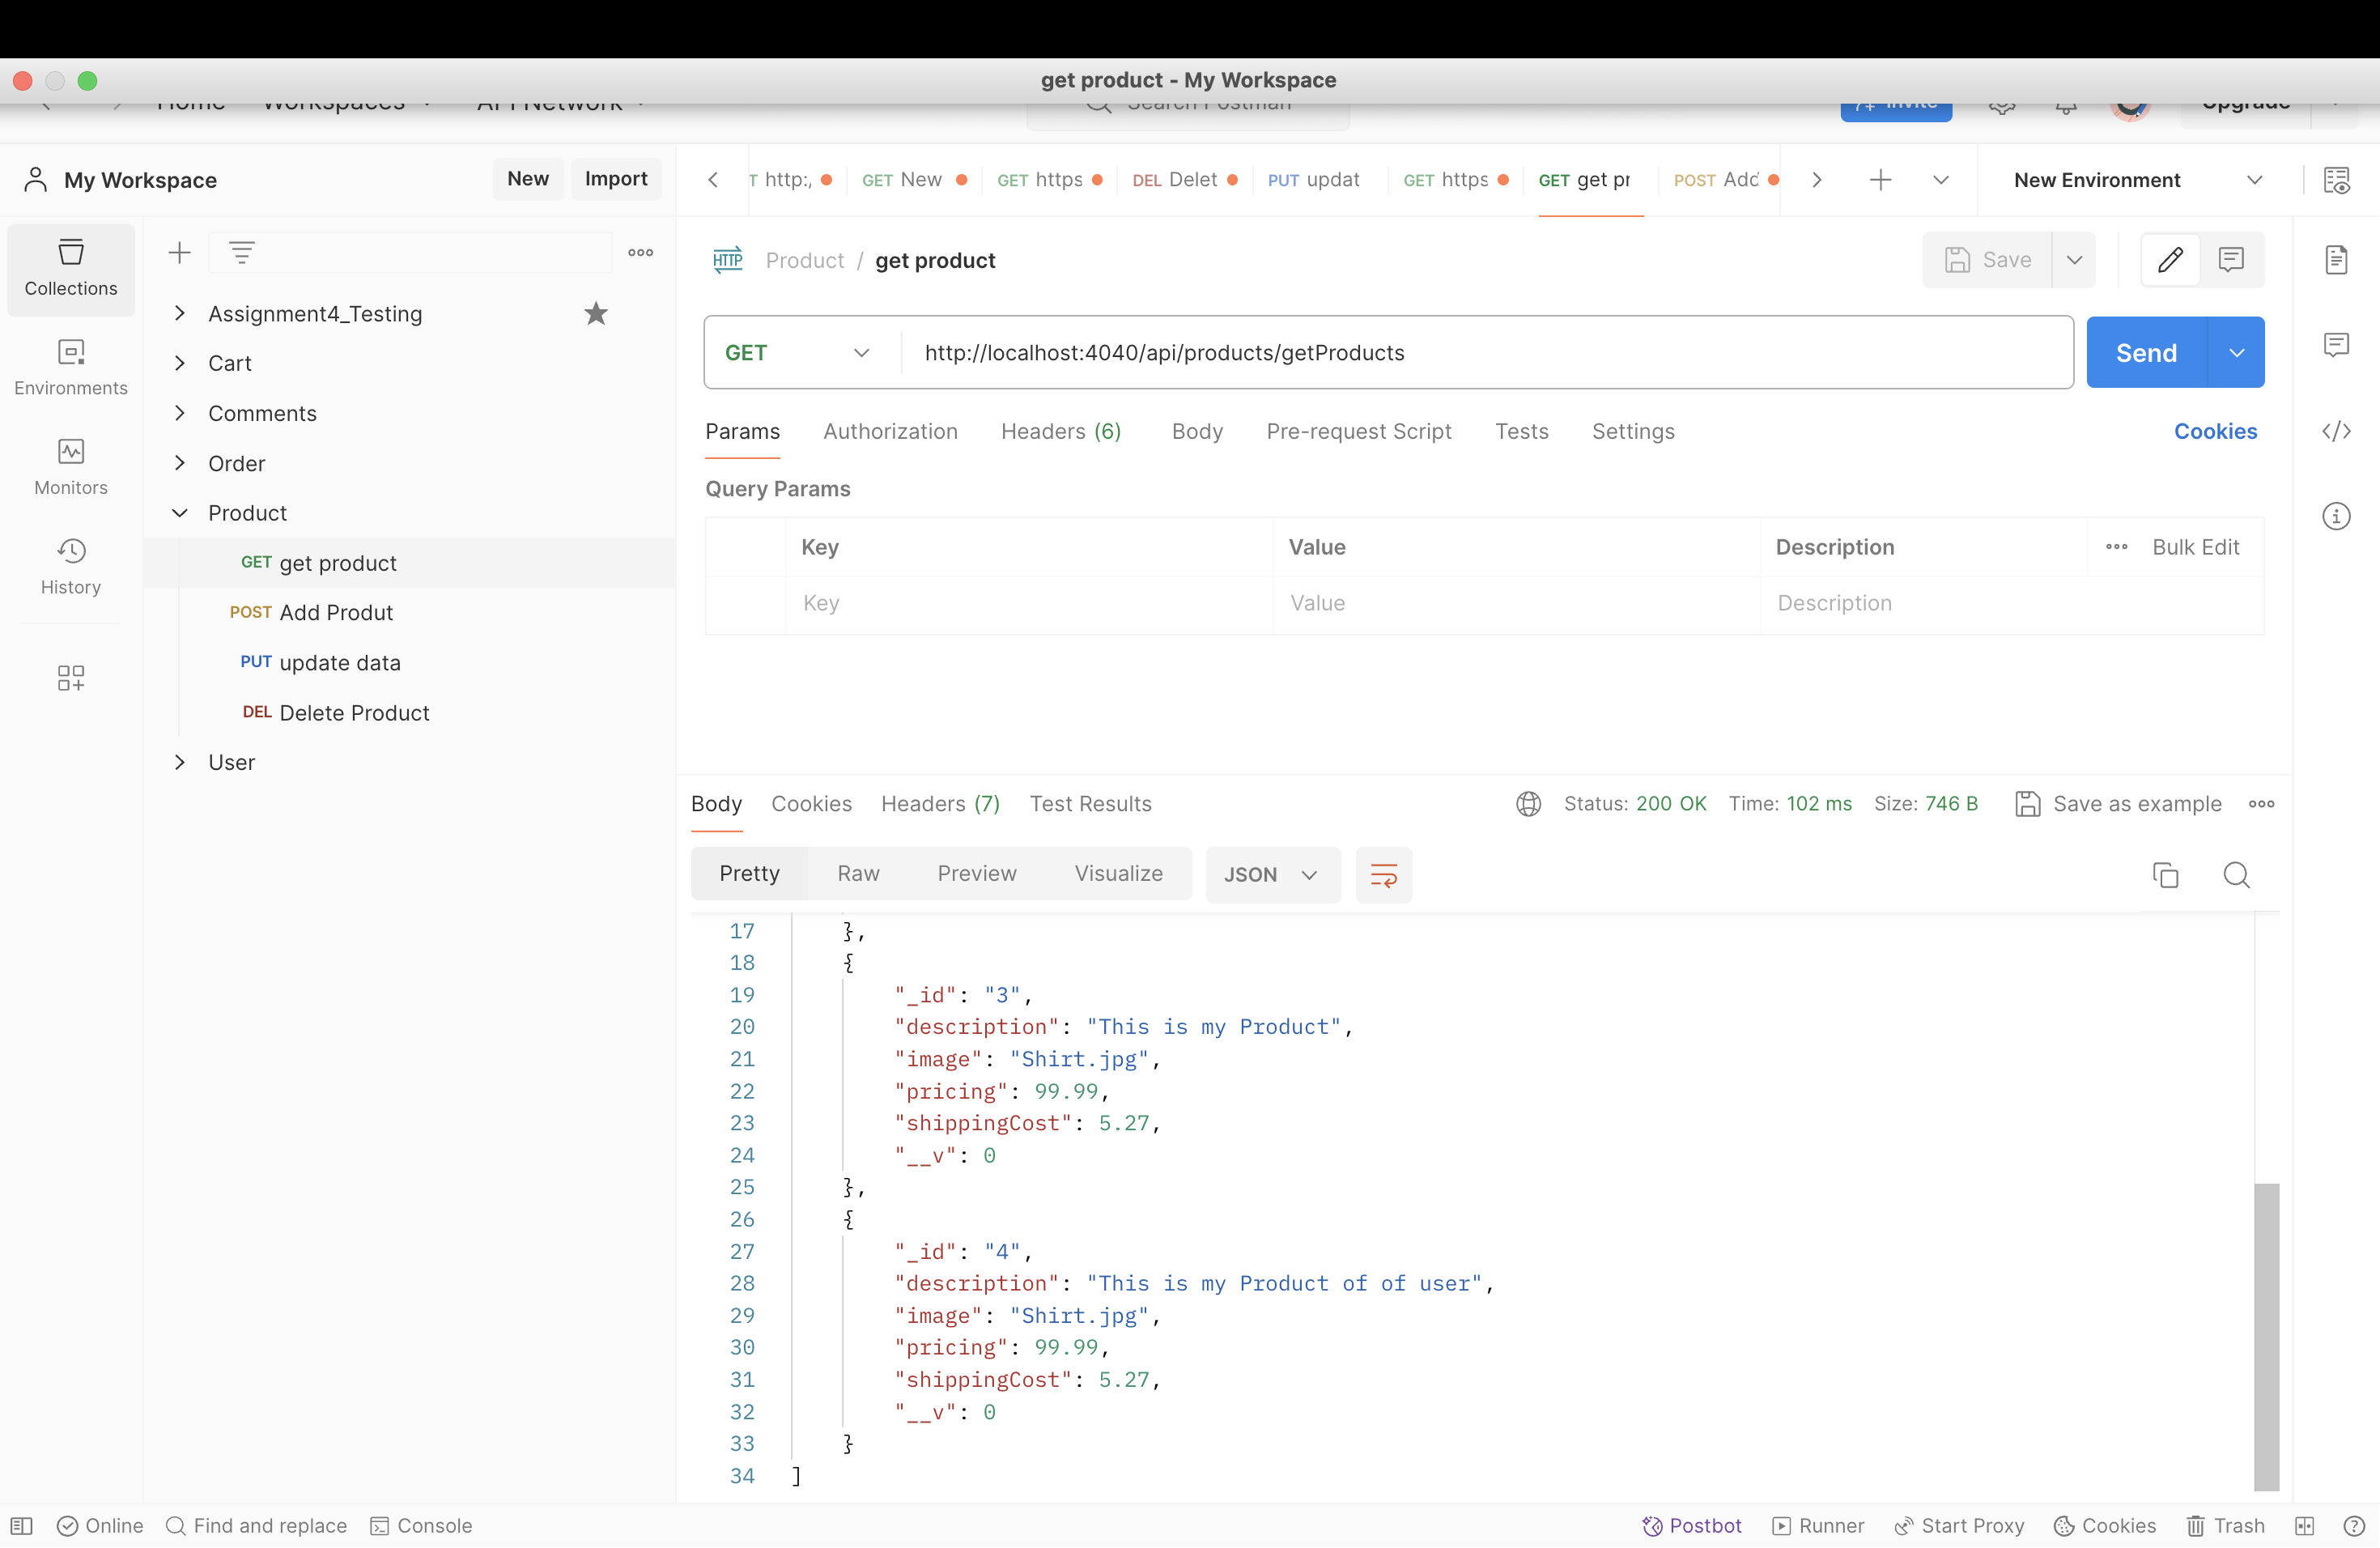 get product - My Workspace
Home Workspaces API Network Search Postman Invite Upgrade
My Workspace New Import
T http:/ GET New GET https DEL Delet PUT updat GET https GET get pr POST Add New Environment
Collections
Environments
Monitors
History
Assignment4_Testing
Cart
Comments
Order
Product
GET get product
POST Add Produt
PUT update data
DEL Delete Product
User
HTTP Product / get product Save
GET http://localhost:4040/api/products/getProducts Send
Params Authorization Headers (6) Body Pre-request Script Tests Settings Cookies
Query Params
Key Value Description Bulk Edit
Key Value Description
Body Cookies Headers (7) Test Results Status: 200 OK Time: 102 ms Size: 746 B Save as example
Pretty Raw Preview Visualize JSON
17 },
18 {
19 "_id": "3",
20 "description": "This is my Product",
21 "image": "Shirt.jpg",
22 "pricing": 99.99,
23 "shippingCost": 5.27,
24 "__v": 0
25 },
26 {
27 "_id": "4",
28 "description": "This is my Product of of user",
29 "image": "Shirt.jpg",
30 "pricing": 99.99,
31 "shippingCost": 5.27,
32 "__v": 0
33 }
34 ]
Online Find and replace Console Postbot Runner Start Proxy Cookies Trash